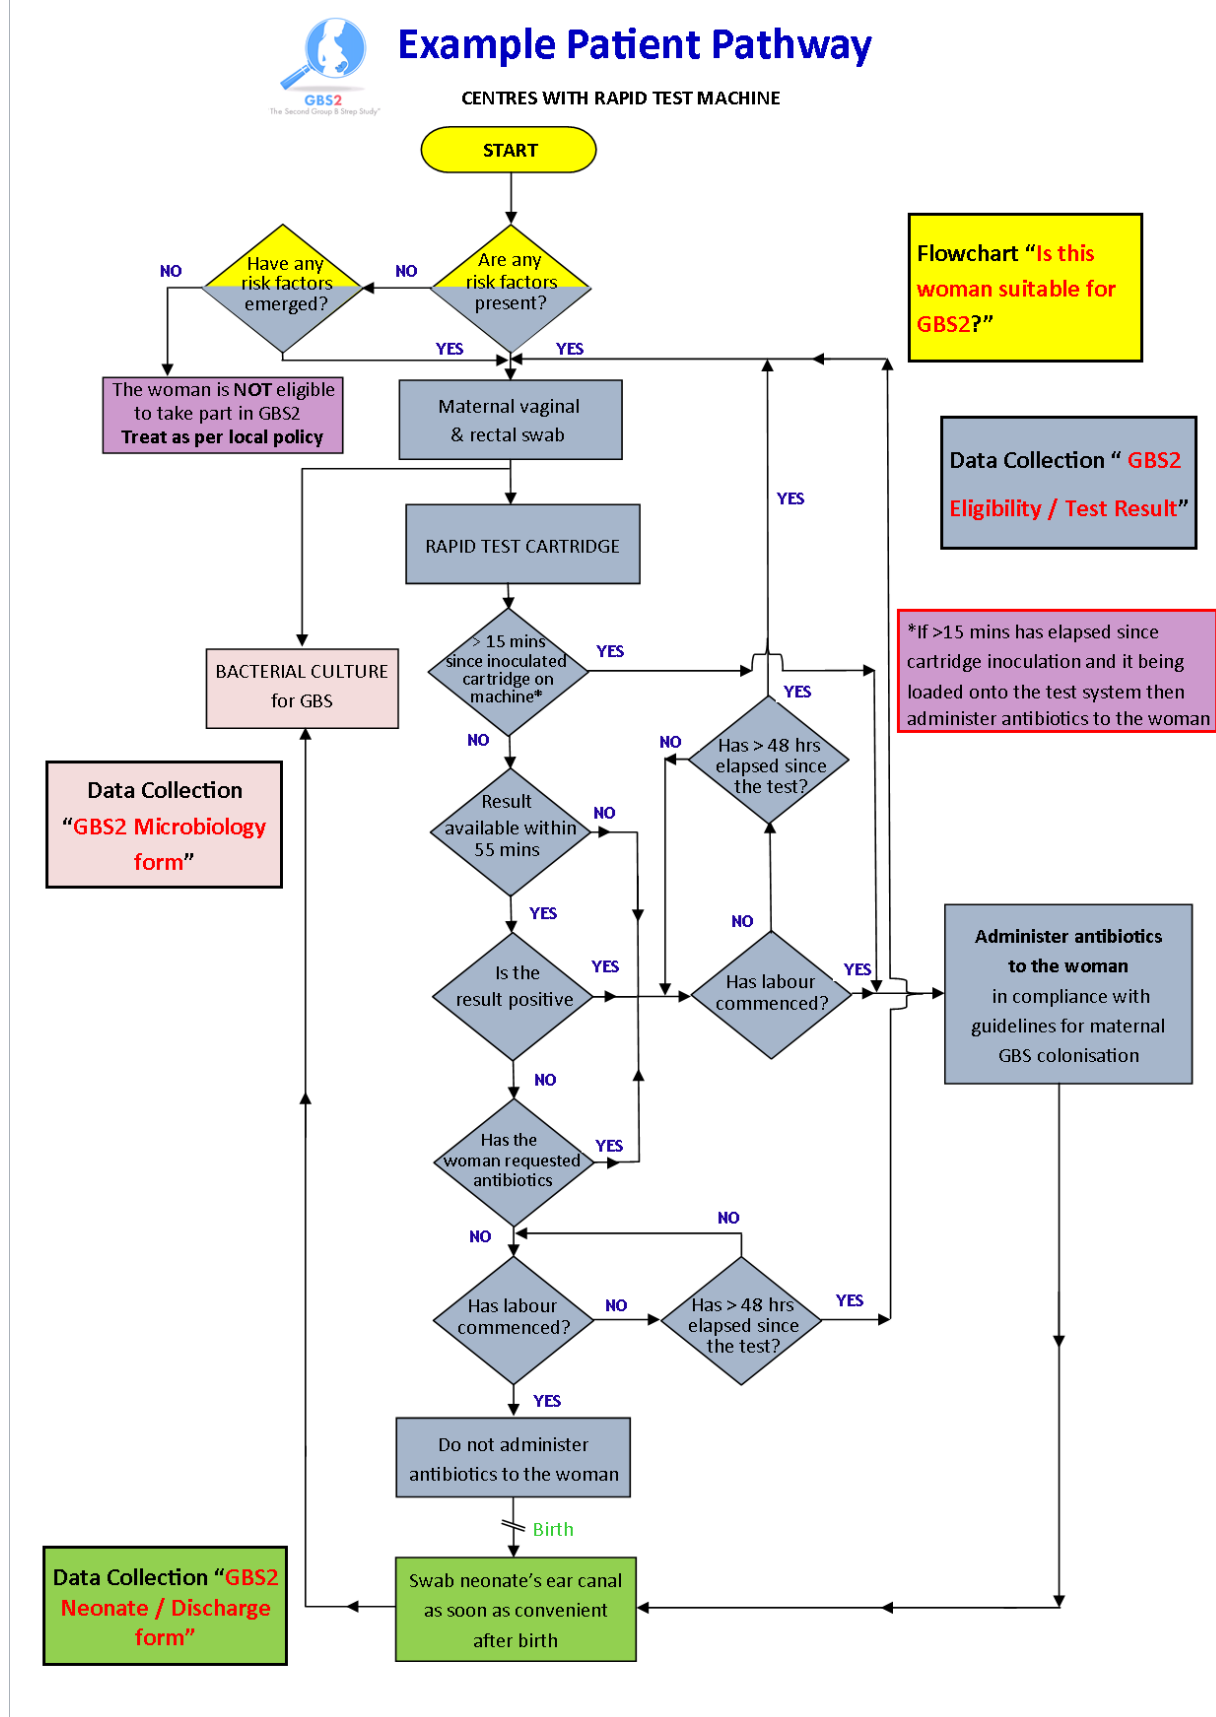 Example Patient Pathway
GBS2
The Second Group B Strep Study"
CENTRES WITH RAPID TEST MACHINE
START
Have any
risk factors
emerged?
NO
NO
Are any
risk factors
present?
YES
YES
Flowchart “Is this
woman suitable for
GBS2?”
The woman is NOT eligible
to take part in GBS2
Treat as per local policy
Maternal vaginal
& rectal swab
Data Collection “ GBS2
Eligibility / Test Result”
YES
RAPID TEST CARTRIDGE
> 15 mins
since inoculated
cartridge on
machine*
YES
NO
*If >15 mins has elapsed since
cartridge inoculation and it being
loaded onto the test system then
administer antibiotics to the woman
BACTERIAL CULTURE
for GBS
YES
NO
Has > 48 hrs
elapsed since
the test?
Data Collection
“GBS2 Microbiology
form”
Result
available within
55 mins
NO
YES
NO
Is the
result positive
YES
Has labour
commenced?
YES
Administer antibiotics
to the woman
in compliance with
guidelines for maternal
GBS colonisation
NO
Has the
woman requested
antibiotics
YES
NO
NO
Has labour
commenced?
NO
Has > 48 hrs
elapsed since
the test?
YES
YES
Do not administer
antibiotics to the woman
Birth
Data Collection “GBS2
Neonate / Discharge
form”
Swab neonate’s ear canal
as soon as convenient
after birth